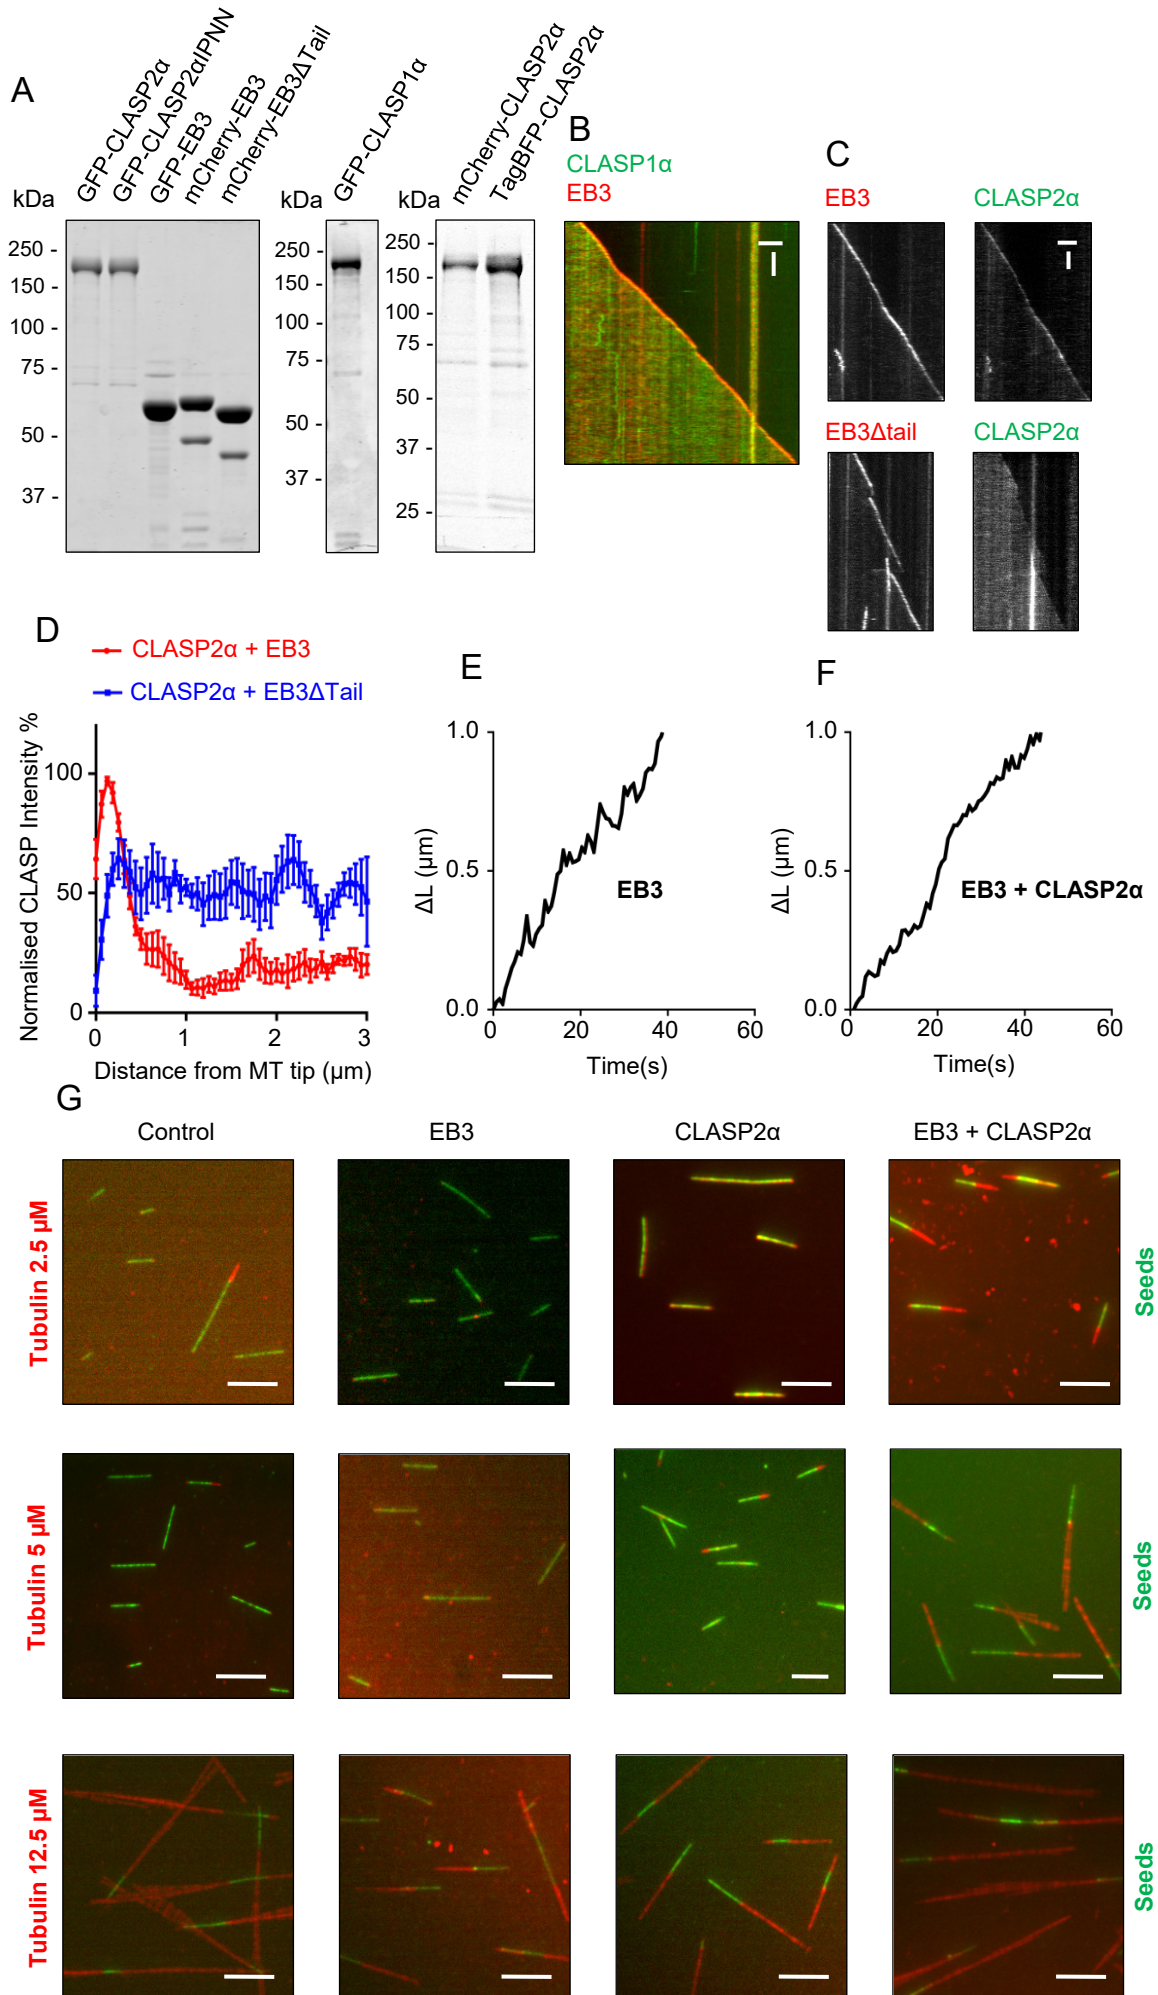 A
GFP-CLASP2α
GFP-CLASP2αIPNN
GFP-EB3
mCherry-EB3
mCherry-EB3ΔTail
kDa
250 -
150 -
100 -
75 -
50 -
37 -
GFP-CLASP1α
kDa
250 -
150 -
100 -
75 -
50 -
37 -
mCherry-CLASP2α
TagBFP-CLASP2α
kDa
250 -
150 -
100 -
75 -
50 -
37 -
25 -
B
CLASP1α
EB3
C
EB3
CLASP2α
EB3Δtail
CLASP2α
D
CLASP2α + EB3
CLASP2α + EB3ΔTail
Normalised CLASP Intensity %
100
50
0
0 1 2 3
Distance from MT tip (μm)
E
1.0
0.5
0.0
ΔL (μm)
EB3
0 20 40 60
Time(s)
F
1.0
0.5
0.0
ΔL (μm)
EB3 + CLASP2α
0 20 40 60
Time(s)
G
Control EB3 CLASP2α EB3 + CLASP2α
Tubulin 2.5 μM
Seeds
Tubulin 5 μM
Seeds
Tubulin 12.5 μM
Seeds